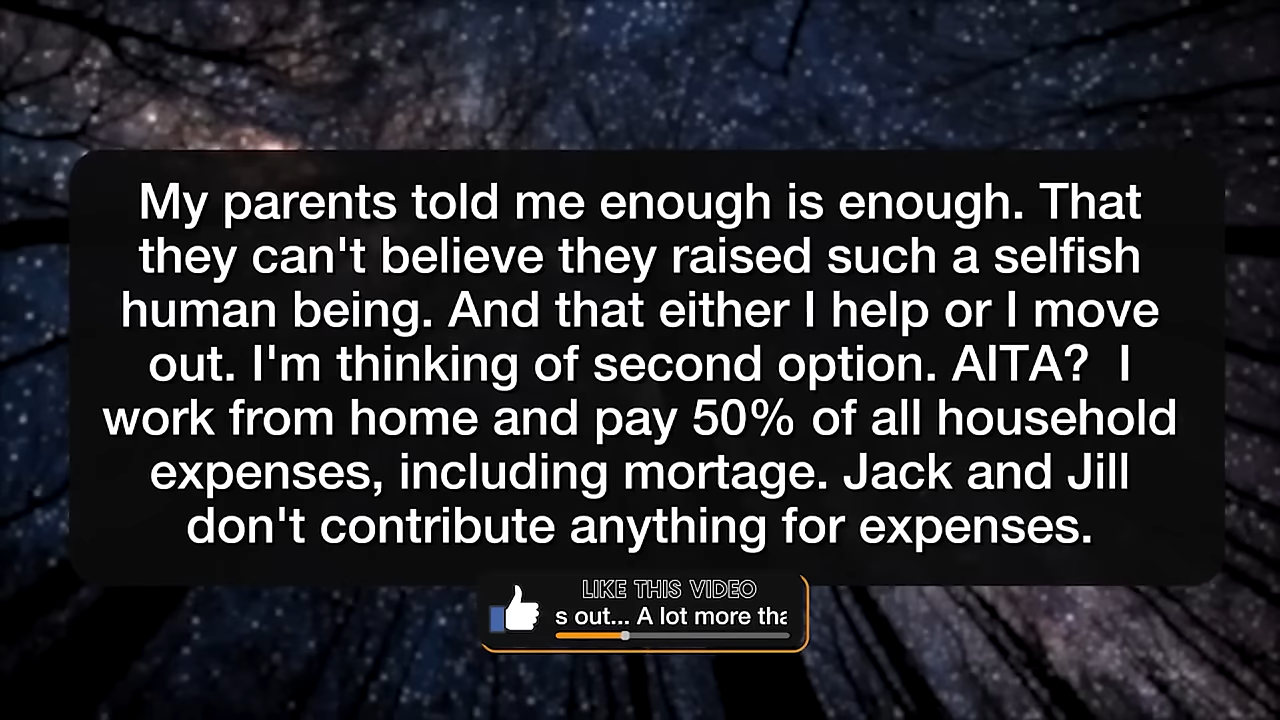 My parents told me enough is enough. That
they can't believe they raised such a selfish
human being. And that either I help or I move
out. I'm thinking of second option. AITA?  I
work from home and pay 50% of all household
expenses, including mortage. Jack and Jill
don't contribute anything for expenses.
LIKE THIS VIDEO
s out... A lot more tha